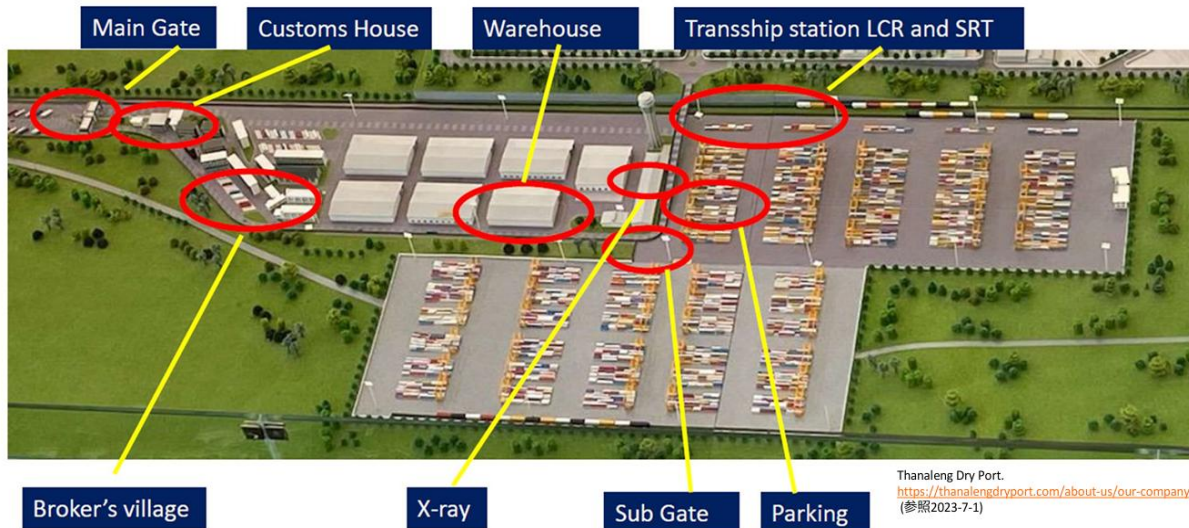 Main Gate
Customs House
Warehouse
Transship station LCR and SRT
Broker’s village
X-ray
Sub Gate
Parking
Thanaleng Dry Port.
https://thanalengdryport.com/about-us/our-company
(参照2023-7-1)